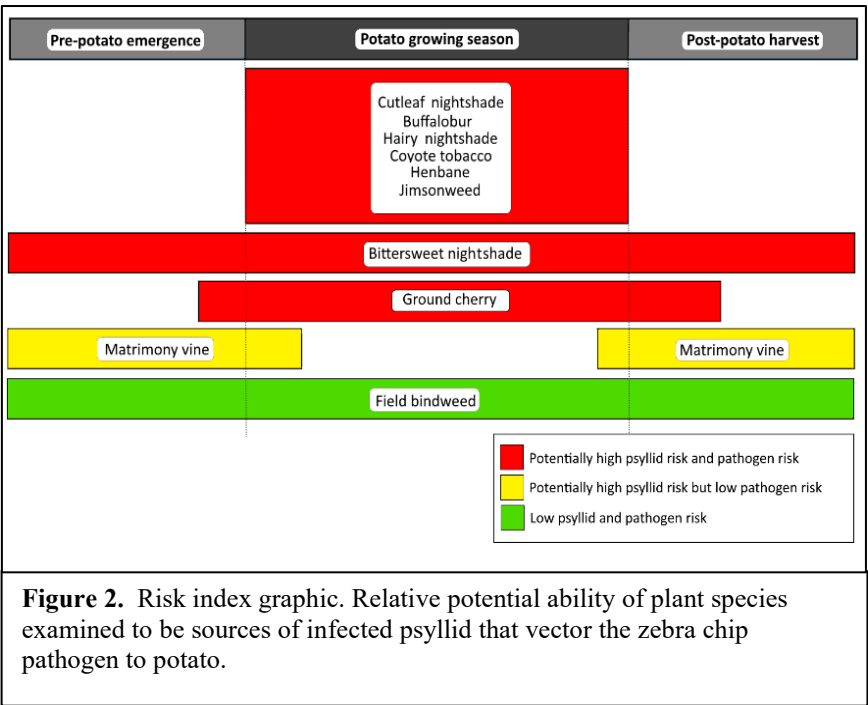 Pre-potato emergence
Potato growing season
Post-potato harvest
Cutleaf nightshade
Buffalobur
Hairy nightshade
Coyote tobacco
Henbane
Jimsonweed
Bittersweet nightshade
Ground cherry
Matrimony vine
Matrimony vine
Field bindweed
Potentially high psyllid risk and pathogen risk
Potentially high psyllid risk but low pathogen risk
Low psyllid and pathogen risk
Figure 2. Risk index graphic. Relative potential ability of plant species
examined to be sources of infected psyllid that vector the zebra chip
pathogen to potato.